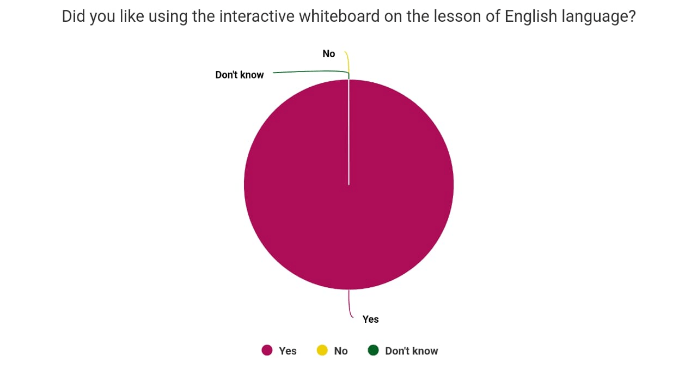 Did you like using the interactive whiteboard on the lesson of English language?
No
Don't know
Yes
Yes No Don't know